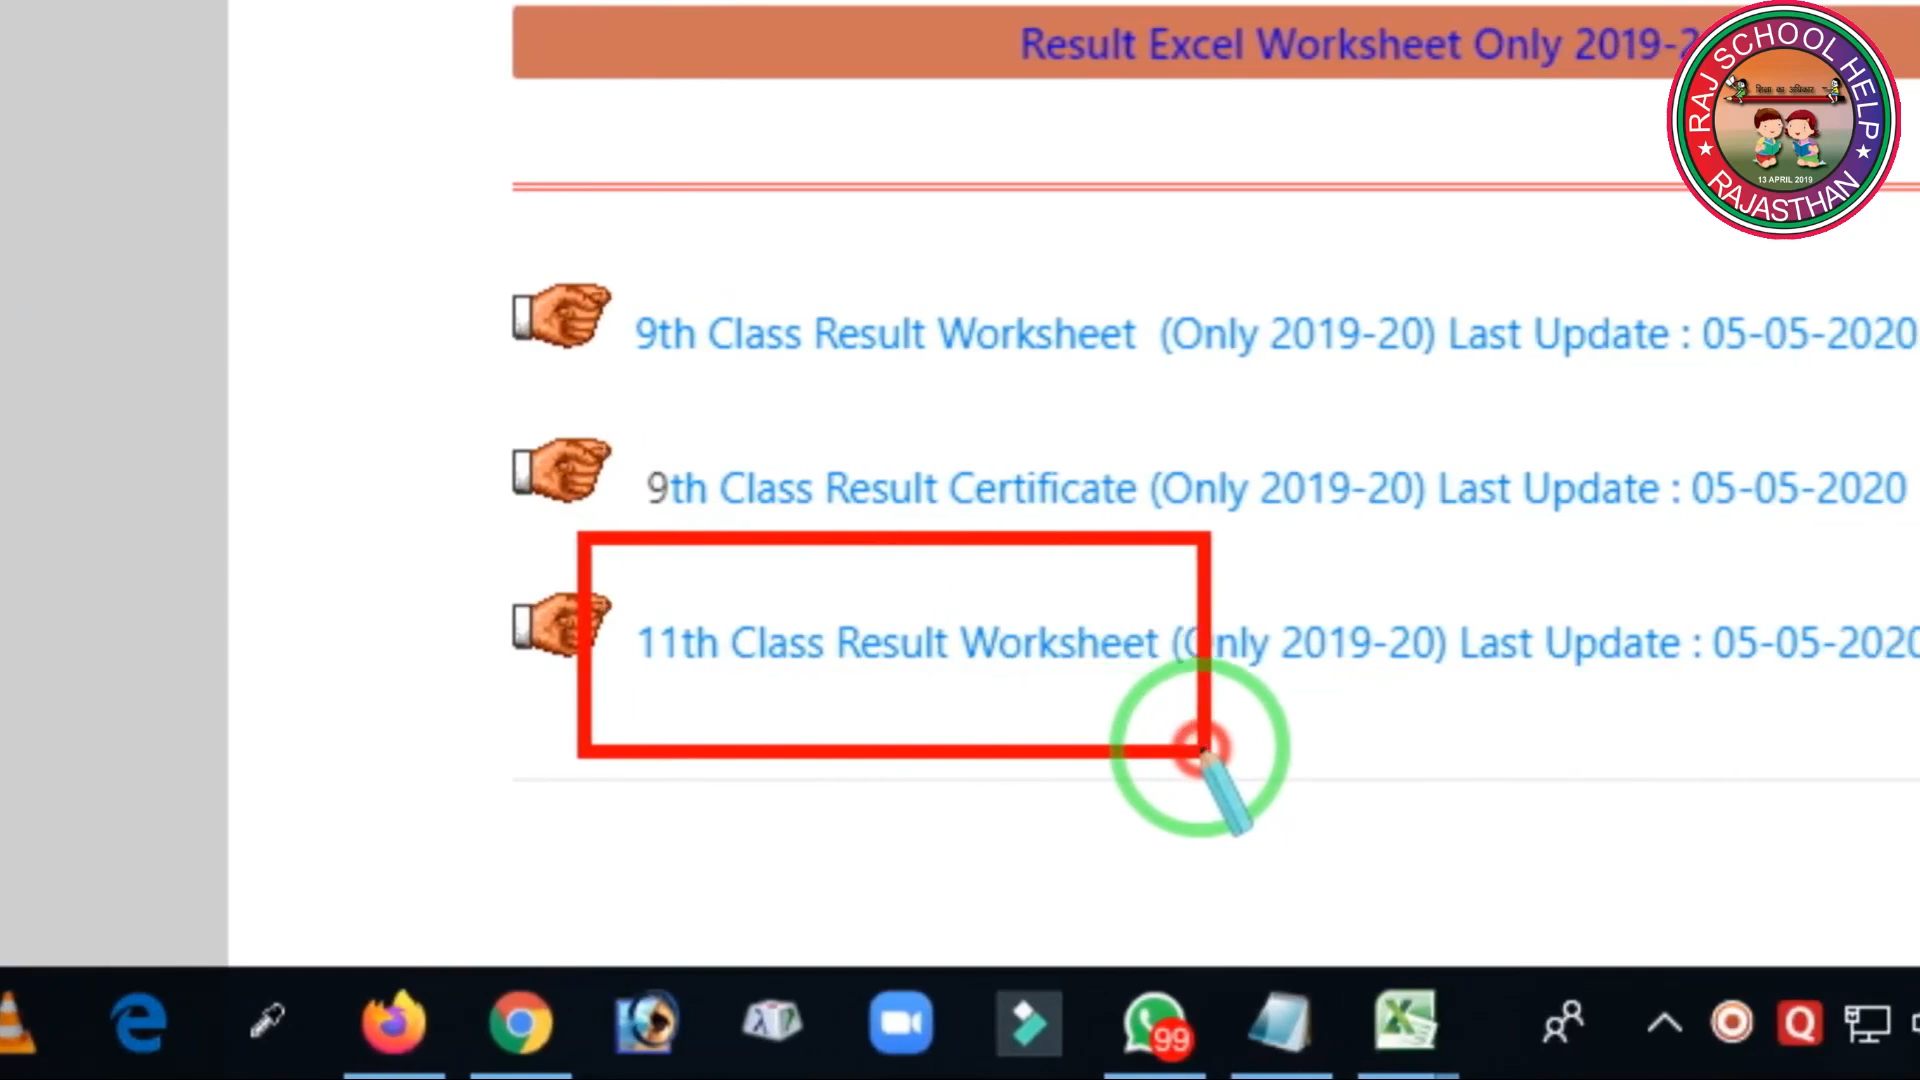 Result Excel Worksheet Only 2019-2
RAJ SCHOOL HELP
शिक्षा का अधिकार
13 APRIL 2019
★ RAJASTHAN ★
9th Class Result Worksheet (Only 2019-20) Last Update : 05-05-2020
9th Class Result Certificate (Only 2019-20) Last Update : 05-05-2020
11th Class Result Worksheet (Only 2019-20) Last Update : 05-05-2020
99